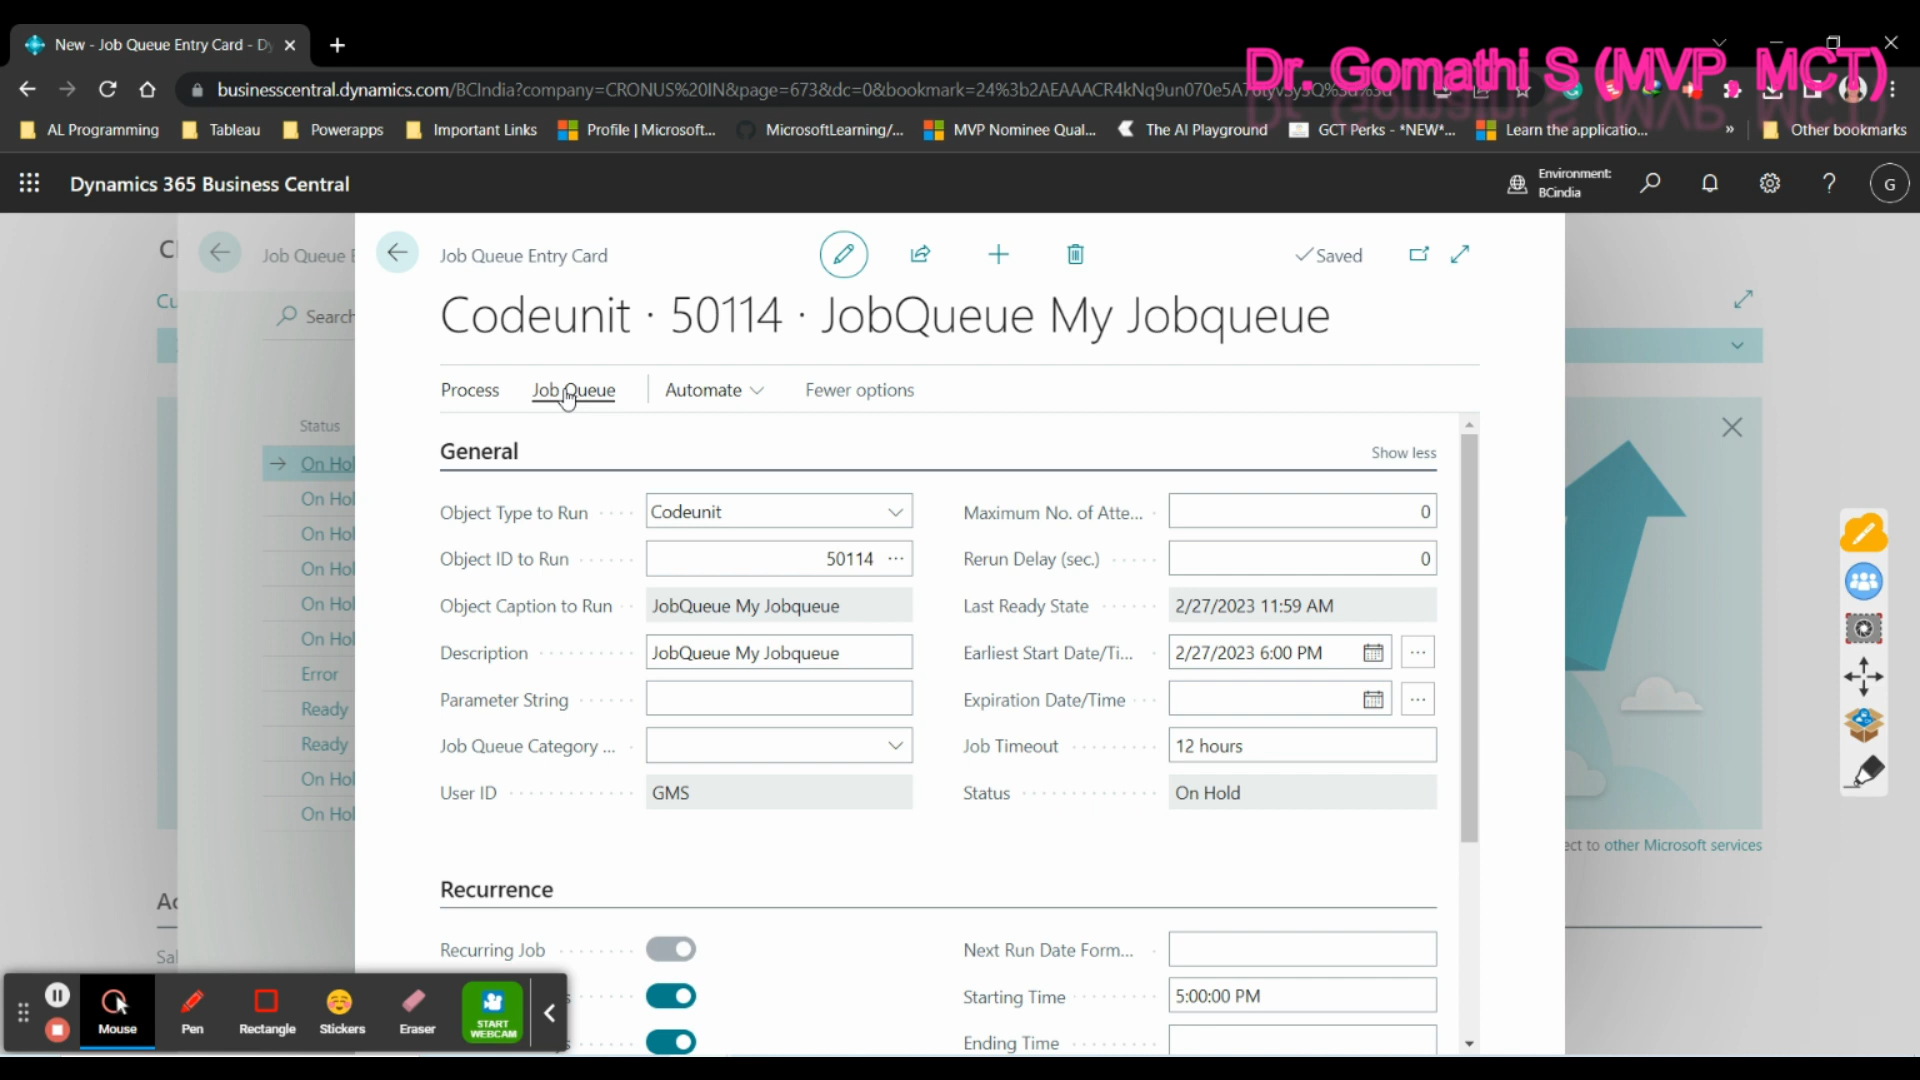 New - Job Queue Entry Card - Dy
Dr. Gomathi S (MVP, MCT)
businesscentral.dynamics.com/BCIndia?company=CRONUS%20IN&page=673&dc=0&bookmark=24%3b2AEAAACR4kNq9un070e5A
AL Programming
Tableau
Powerapps
Important Links
Profile | Microsoft...
MicrosoftLearning/...
MVP Nominee Qual...
The AI Playground
GCT Perks - *NEW*...
Learn the applicatio...
»
Other bookmarks
Dynamics 365 Business Central
Environment:
BCindia
?
G
Job Queue E
Job Queue Entry Card
Saved
Cu
Search
Codeunit · 50114 · JobQueue My Jobqueue
Process
Job Queue
Automate
Fewer options
Status
General
Show less
On Hol
On Hol
On Hol
On Hol
On Hol
On Hol
Error
Ready
Ready
On Hol
On Hol
Object Type to Run
Codeunit
Object ID to Run
50114 ...
Object Caption to Run
JobQueue My Jobqueue
Description
JobQueue My Jobqueue
Parameter String
Job Queue Category ...
User ID
GMS
Maximum No. of Atte...
0
Rerun Delay (sec.)
0
Last Ready State
2/27/2023 11:59 AM
Earliest Start Date/Ti...
2/27/2023 6:00 PM
...
Expiration Date/Time
...
Job Timeout
12 hours
Status
On Hold
ect to other Microsoft services
Recurrence
Recurring Job
Next Run Date Form...
Starting Time
5:00:00 PM
Ending Time
Sal
Mouse
Pen
Rectangle
Stickers
Eraser
START
WEBCAM